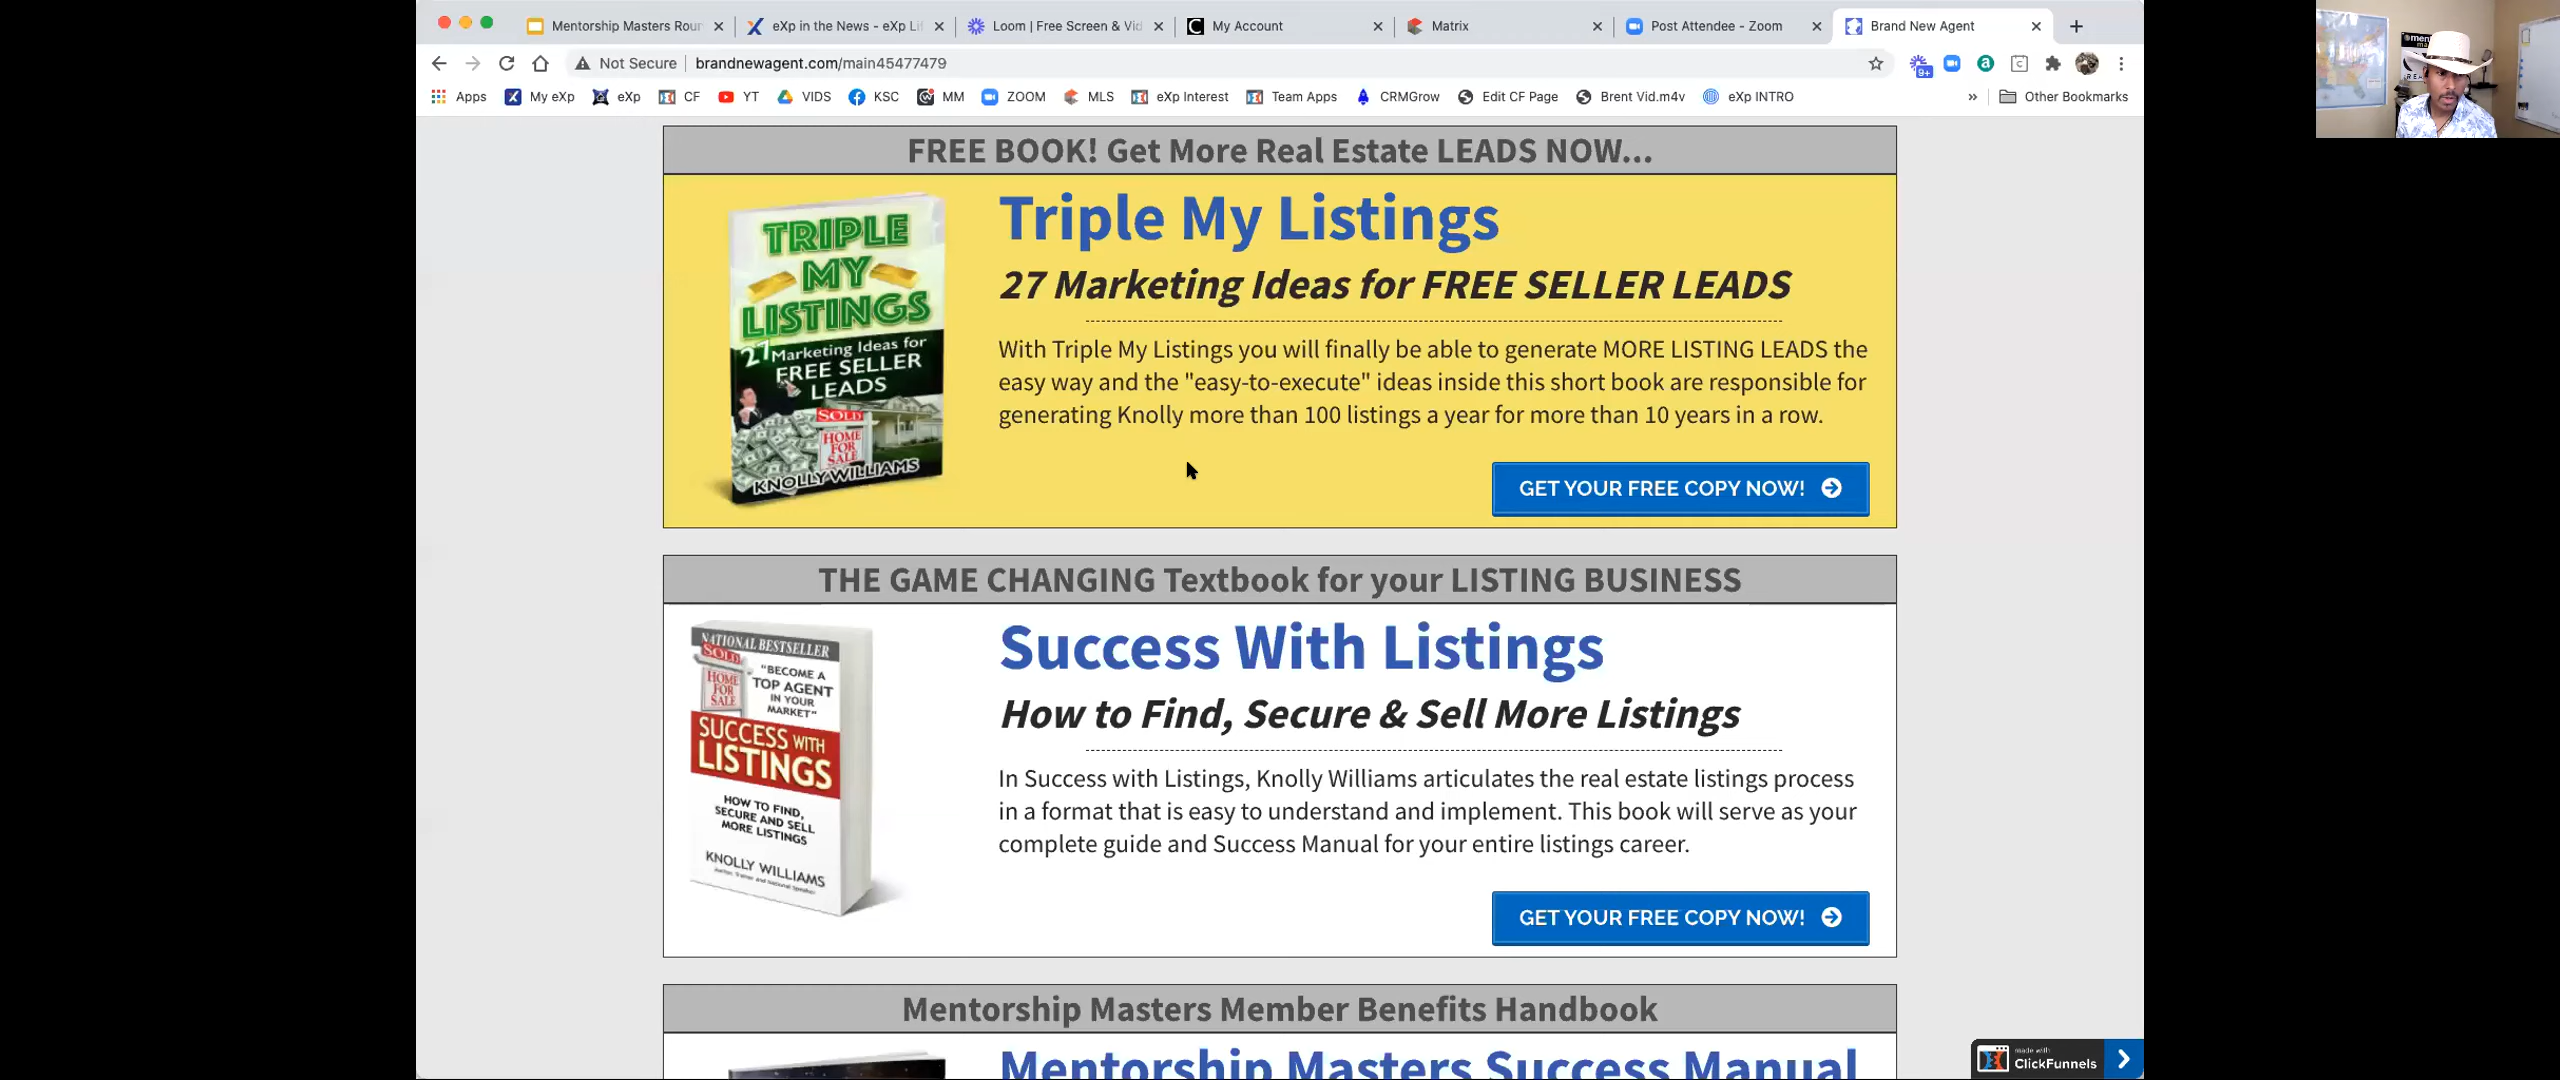 Mentorship Masters Roun
eXp in the News - eXp Li
Loom | Free Screen & Vid
My Account
Matrix
Post Attendee - Zoom
Brand New Agent
Not Secure
brandnewagent.com/main45477479
9+
Apps
My eXp
eXp
CF
YT
VIDS
KSC
MM
ZOOM
MLS
eXp Interest
Team Apps
CRMGrow
Edit CF Page
Brent Vid.m4v
eXp INTRO
»
Other Bookmarks
FREE BOOK! Get More Real Estate LEADS NOW...
TRIPLE
MY
LISTINGS
27 Marketing Ideas for
FREE SELLER
LEADS
SOLD
HOME
FOR
SALE
KNOLLY WILLIAMS
Triple My Listings
27 Marketing Ideas for FREE SELLER LEADS
With Triple My Listings you will finally be able to generate MORE LISTING LEADS the
easy way and the "easy-to-execute" ideas inside this short book are responsible for
generating Knolly more than 100 listings a year for more than 10 years in a row.
GET YOUR FREE COPY NOW!
THE GAME CHANGING Textbook for your LISTING BUSINESS
NATIONAL BESTSELLER
SOLD
HOME
FOR
SALE
"BECOME A
TOP AGENT
IN YOUR
MARKET"
SUCCESS WITH
LISTINGS
HOW TO FIND,
SECURE AND SELL
MORE LISTINGS
KNOLLY WILLIAMS
Author, Trainer and National Speaker
Success With Listings
How to Find, Secure & Sell More Listings
In Success with Listings, Knolly Williams articulates the real estate listings process
in a format that is easy to understand and implement. This book will serve as your
complete guide and Success Manual for your entire listings career.
GET YOUR FREE COPY NOW!
Mentorship Masters Member Benefits Handbook
Mentorship Masters Success Manual
made with
ClickFunnels